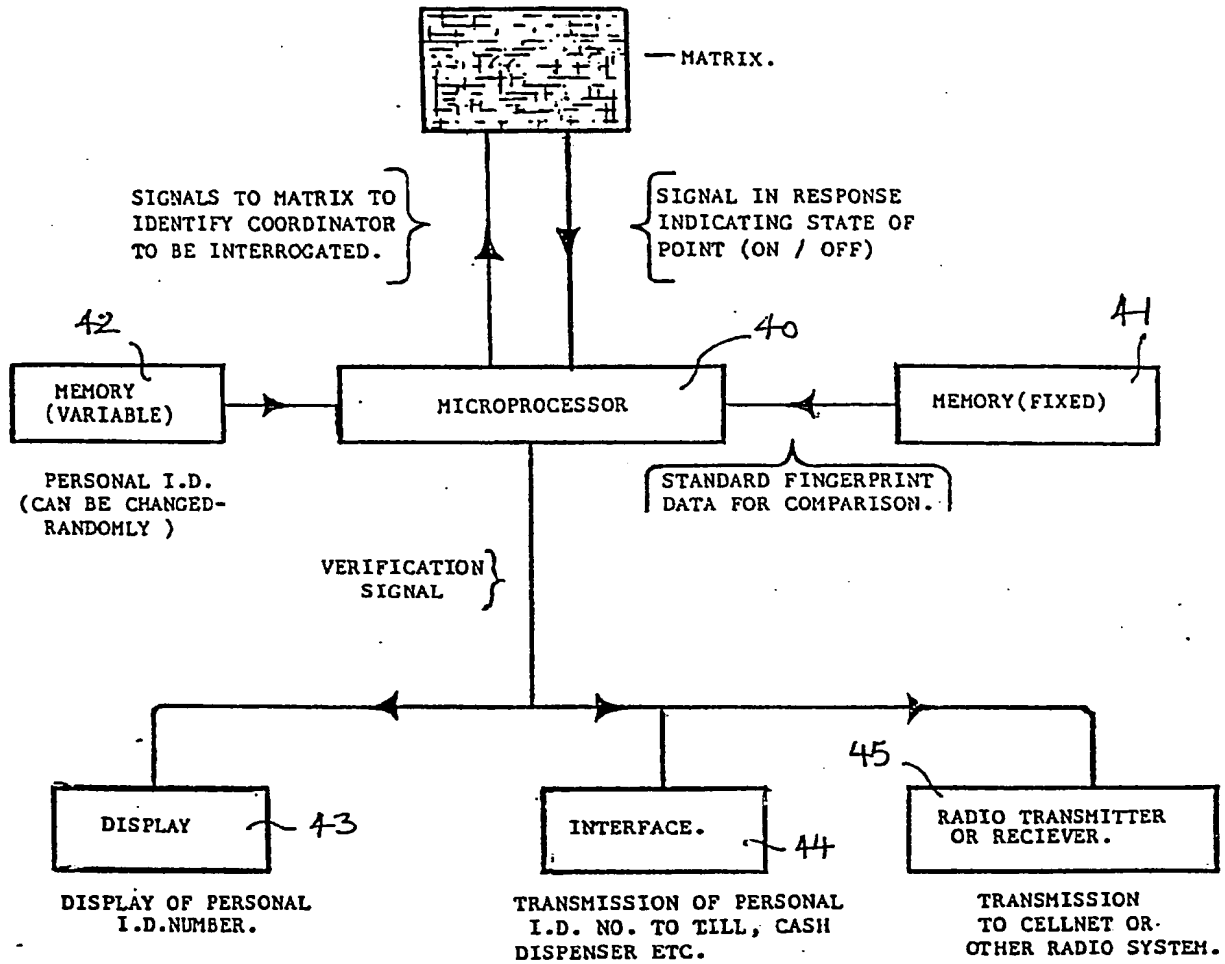 MATRIX.
SIGNALS TO MATRIX TO
IDENTIFY COORDINATOR
TO BE INTERROGATED.
SIGNAL IN RESPONSE
INDICATING STATE OF
POINT (ON / OFF)
42
40
41
MEMORY
(VARIABLE)
MICROPROCESSOR
MEMORY(FIXED)
PERSONAL I.D.
(CAN BE CHANGED-
RANDOMLY )
STANDARD FINGERPRINT
DATA FOR COMPARISON.
VERIFICATION
SIGNAL
45
DISPLAY
43
INTERFACE.
44
RADIO TRANSMITTER
OR RECIEVER.
DISPLAY OF PERSONAL
I.D.NUMBER.
TRANSMISSION OF PERSONAL
I.D. NO. TO TILL, CASH
DISPENSER ETC.
TRANSMISSION
TO CELLNET OR
OTHER RADIO SYSTEM.